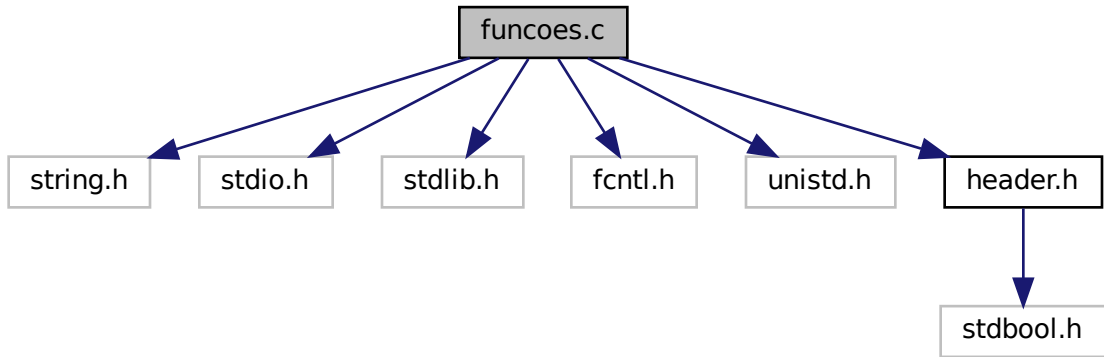 funcoes.c
string.h
stdio.h
stdlib.h
fcntl.h
unistd.h
header.h
stdbool.h